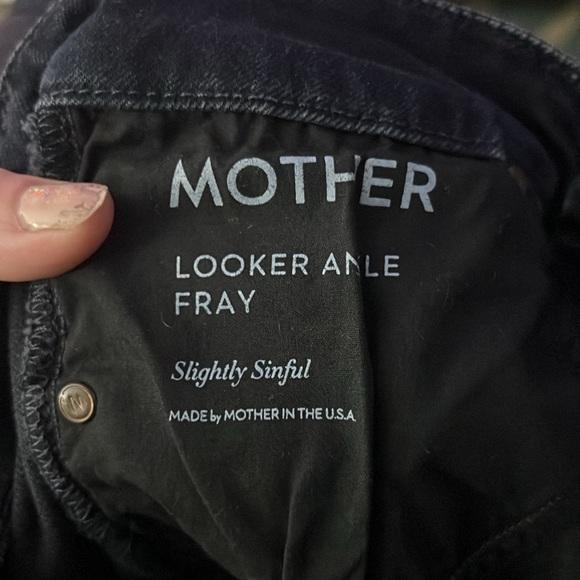 MOTHER
LOOKER ANLE
FRAY
Slightly Sinful
MADE by MOTHER IN THE U.S.A.
N